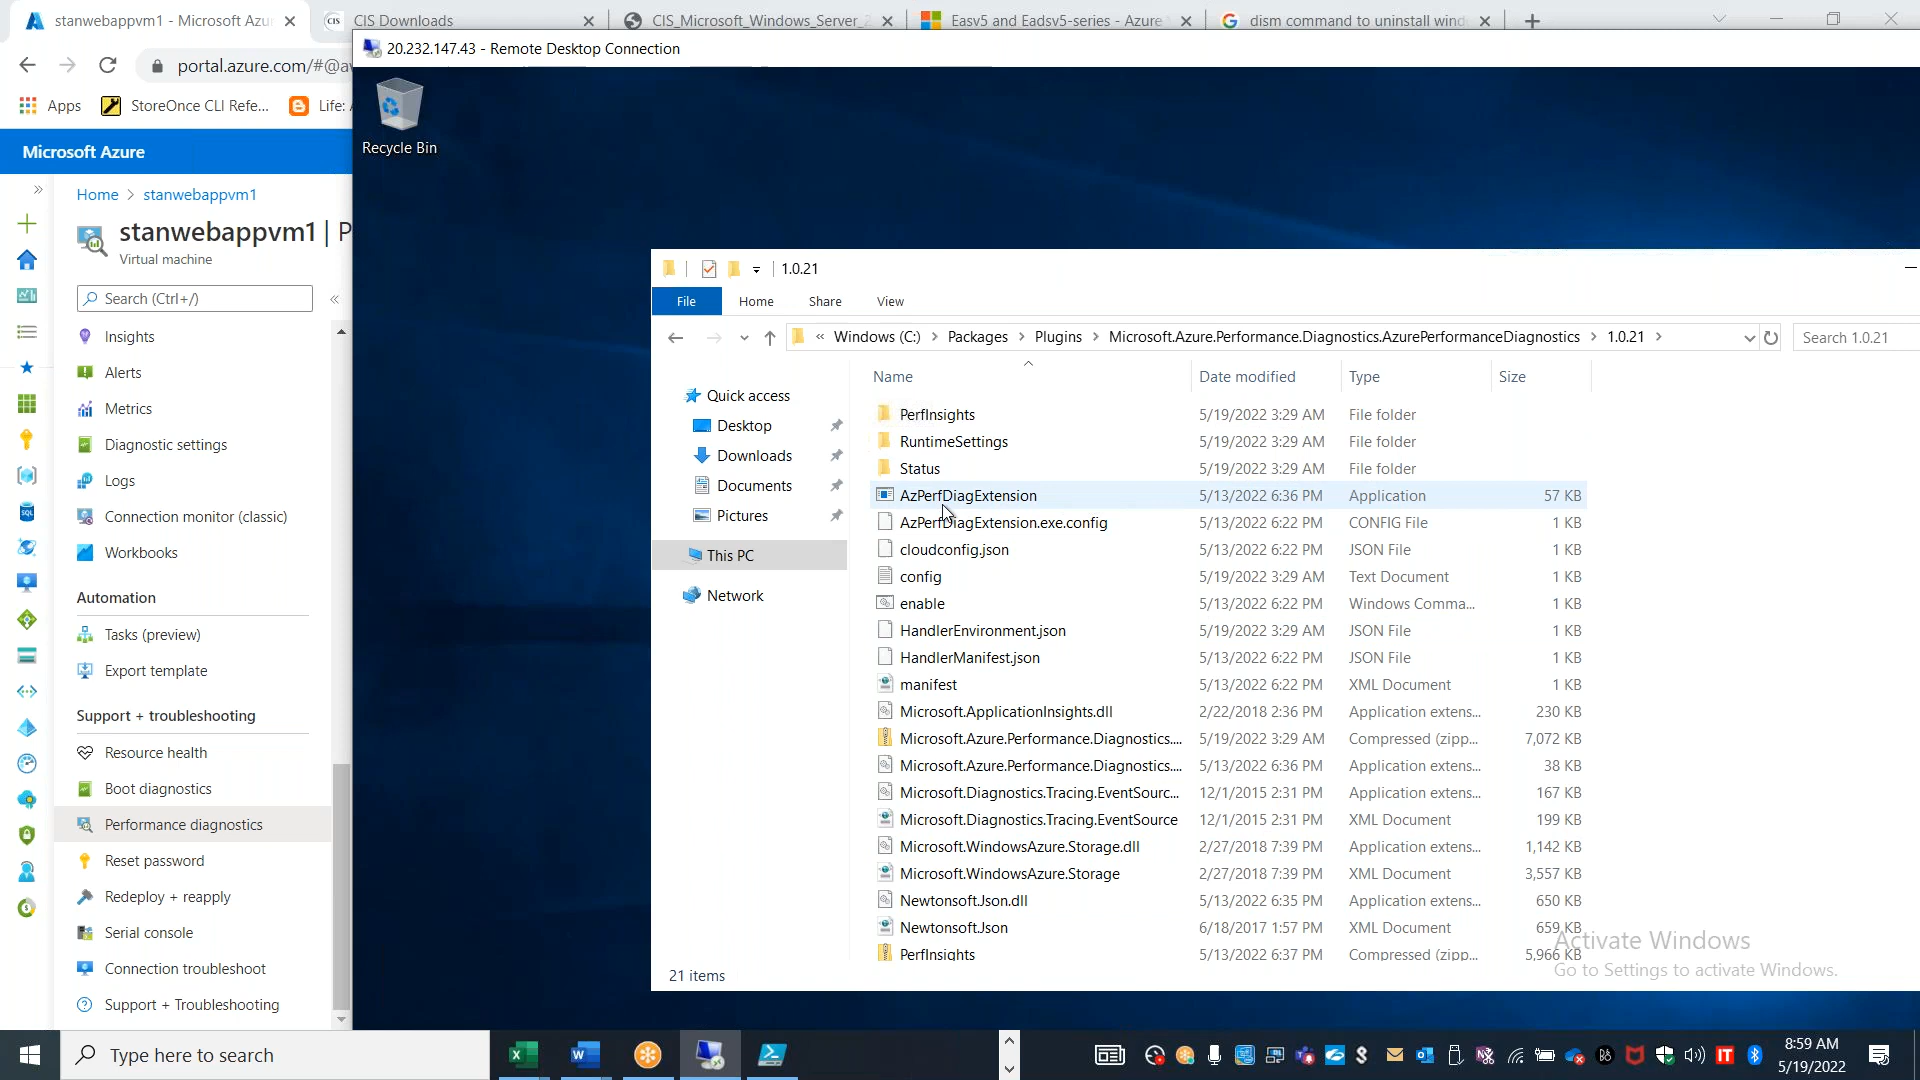 stanwebappvm1 - Microsoft Azu
CIS Downloads
CIS_Microsoft_Windows_Server_2
Easv5 and Eadsv5-series - Azure
dism command to uninstall wind
20.232.147.43 - Remote Desktop Connection
portal.azure.com/#@a
Apps
StoreOnce CLI Refe...
Life:
Recycle Bin
Microsoft Azure
Home > stanwebappvm1
stanwebappvm1 | P
Virtual machine
Search (Ctrl+/)
Insights
Alerts
Metrics
Diagnostic settings
Logs
Connection monitor (classic)
Workbooks
Automation
Tasks (preview)
Export template
Support + troubleshooting
Resource health
Boot diagnostics
Performance diagnostics
Reset password
Redeploy + reapply
Serial console
Connection troubleshoot
Support + Troubleshooting
1.0.21
File Home Share View
« Windows (C:) > Packages > Plugins > Microsoft.Azure.Performance.Diagnostics.AzurePerformanceDiagnostics > 1.0.21 >
Search 1.0.21
Quick access
Desktop
Downloads
Documents
Pictures
This PC
Network
Name Date modified Type Size
PerfInsights 5/19/2022 3:29 AM File folder
RuntimeSettings 5/19/2022 3:29 AM File folder
Status 5/19/2022 3:29 AM File folder
AzPerfDiagExtension 5/13/2022 6:36 PM Application 57 KB
AzPerfDiagExtension.exe.config 5/13/2022 6:22 PM CONFIG File 1 KB
cloudconfig.json 5/13/2022 6:22 PM JSON File 1 KB
config 5/19/2022 3:29 AM Text Document 1 KB
enable 5/13/2022 6:22 PM Windows Comma... 1 KB
HandlerEnvironment.json 5/19/2022 3:29 AM JSON File 1 KB
HandlerManifest.json 5/13/2022 6:22 PM JSON File 1 KB
manifest 5/13/2022 6:22 PM XML Document 1 KB
Microsoft.ApplicationInsights.dll 2/22/2018 2:36 PM Application extens... 230 KB
Microsoft.Azure.Performance.Diagnostics.... 5/19/2022 3:29 AM Compressed (zipp... 7,072 KB
Microsoft.Azure.Performance.Diagnostics.... 5/13/2022 6:36 PM Application extens... 38 KB
Microsoft.Diagnostics.Tracing.EventSourc... 12/1/2015 2:31 PM Application extens... 167 KB
Microsoft.Diagnostics.Tracing.EventSource 12/1/2015 2:31 PM XML Document 199 KB
Microsoft.WindowsAzure.Storage.dll 2/27/2018 7:39 PM Application extens... 1,142 KB
Microsoft.WindowsAzure.Storage 2/27/2018 7:39 PM XML Document 3,557 KB
Newtonsoft.Json.dll 5/13/2022 6:35 PM Application extens... 650 KB
Newtonsoft.Json 6/18/2017 1:57 PM XML Document 659 KB
PerfInsights 5/13/2022 6:37 PM Compressed (zipp... 5,966 KB
21 items
Activate Windows
Go to Settings to activate Windows.
Type here to search
8:59 AM
5/19/2022